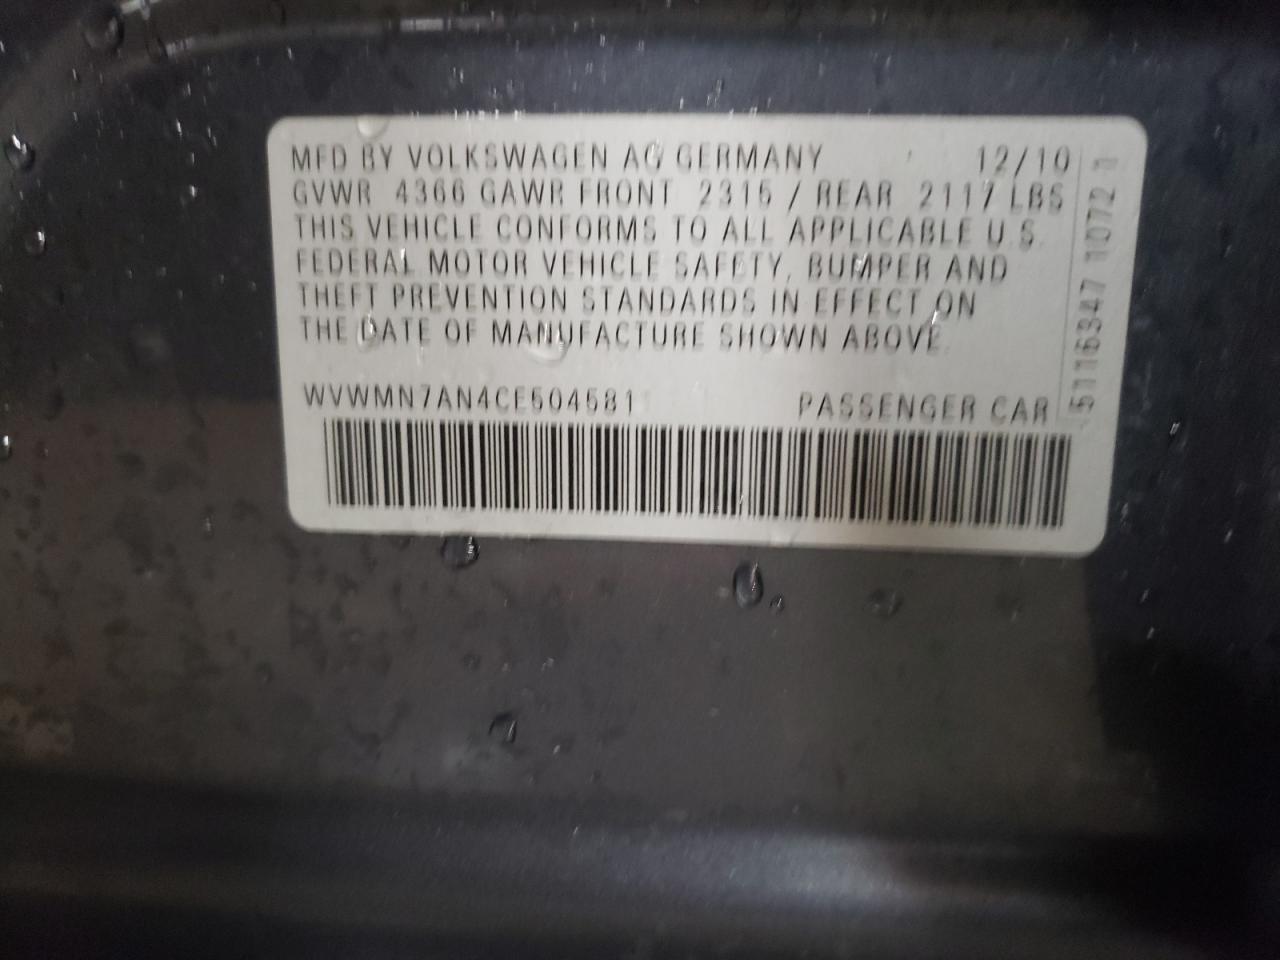 MFD BY VOLKSWAGEN AG GERMANY 12/10
GVWR 4366 GAWR FRONT 2315 / REAR 2117 LBS
THIS VEHICLE CONFORMS TO ALL APPLICABLE U.S.
FEDERAL MOTOR VEHICLE SAFETY, BUMPER AND
THEFT PREVENTION STANDARDS IN EFFECT ON
THE DATE OF MANUFACTURE SHOWN ABOVE.
WVWMN7AN4CE504581 PASSENGER CAR